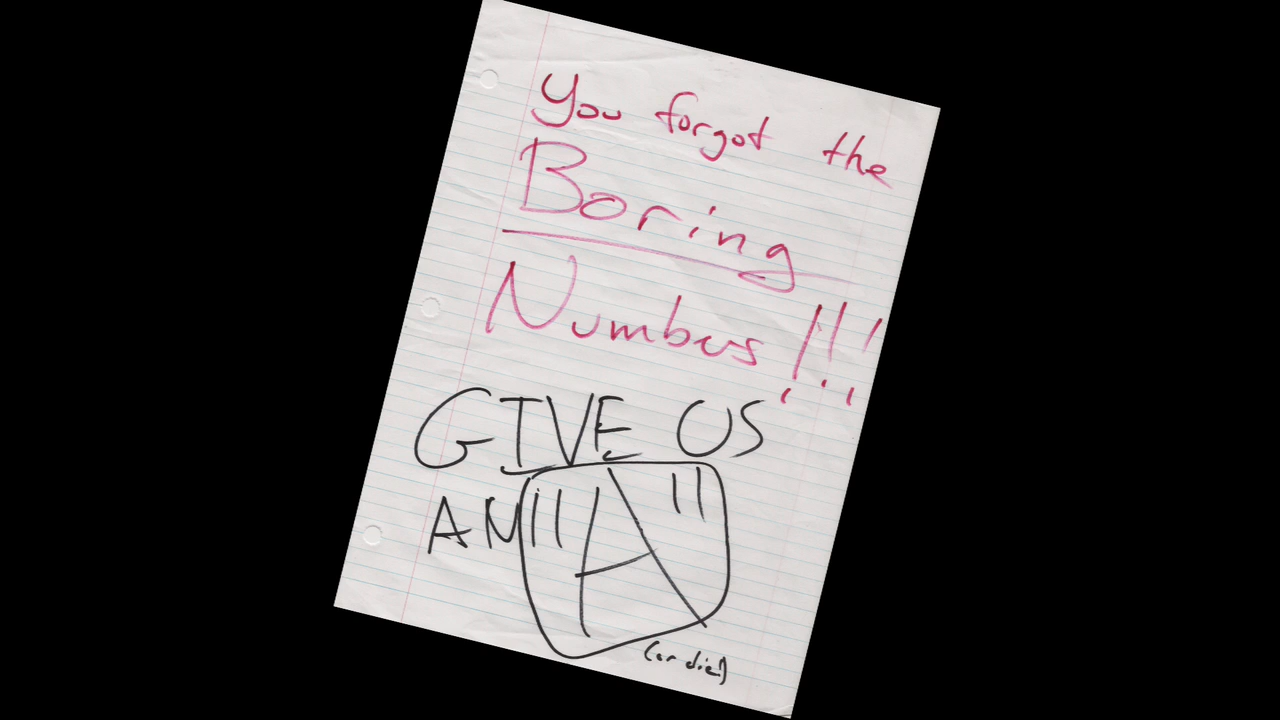 You forgot the
Boring
Numbers!!!
GIVE US
AN "A"
(or die!)